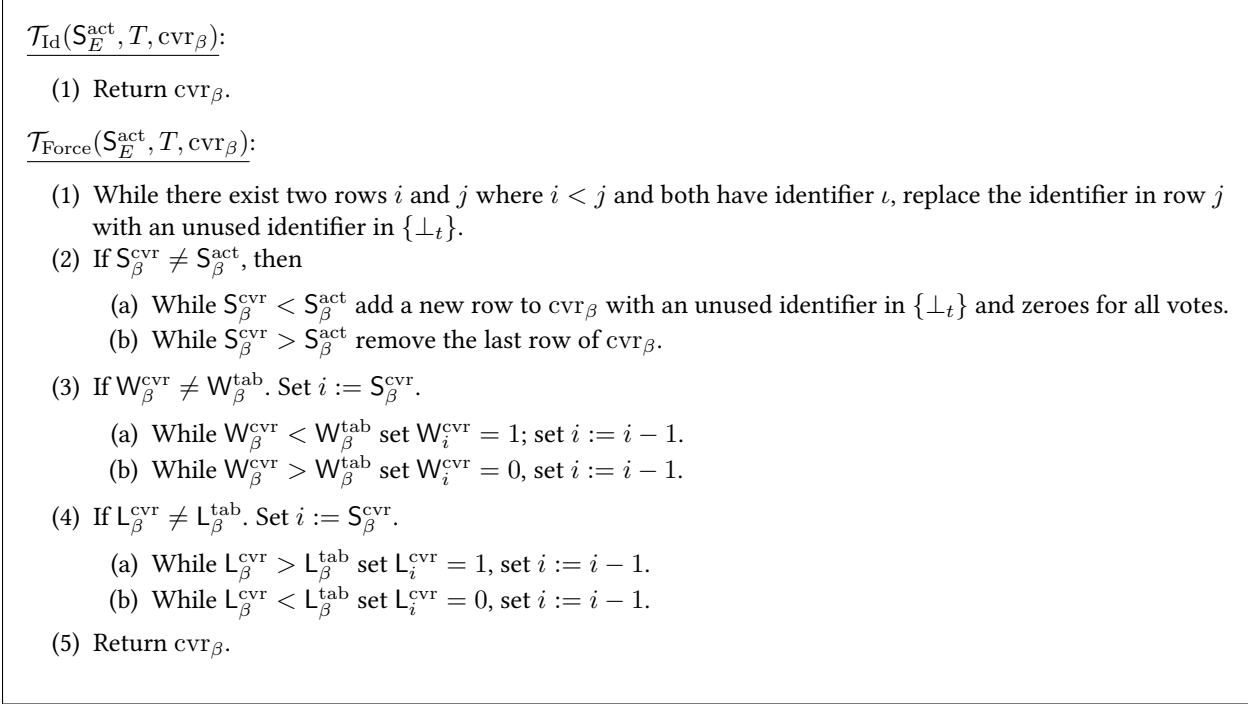 𝒯_Id(S_E^act, T, cvr_β):
(1) Return cvr_β.
𝒯_Force(S_E^act, T, cvr_β):
(1) While there exist two rows i and j where i < j and both have identifier ι, replace the identifier in row j
with an unused identifier in {⊥_t}.
(2) If S_β^cvr ≠ S_β^act, then
(a) While S_β^cvr < S_β^act add a new row to cvr_β with an unused identifier in {⊥_t} and zeroes for all votes.
(b) While S_β^cvr > S_β^act remove the last row of cvr_β.
(3) If W_β^cvr ≠ W_β^tab. Set i := S_β^cvr.
(a) While W_β^cvr < W_β^tab set W_i^cvr = 1; set i := i − 1.
(b) While W_β^cvr > W_β^tab set W_i^cvr = 0, set i := i − 1.
(4) If L_β^cvr ≠ L_β^tab. Set i := S_β^cvr.
(a) While L_β^cvr > L_β^tab set L_i^cvr = 1, set i := i − 1.
(b) While L_β^cvr < L_β^tab set L_i^cvr = 0, set i := i − 1.
(5) Return cvr_β.